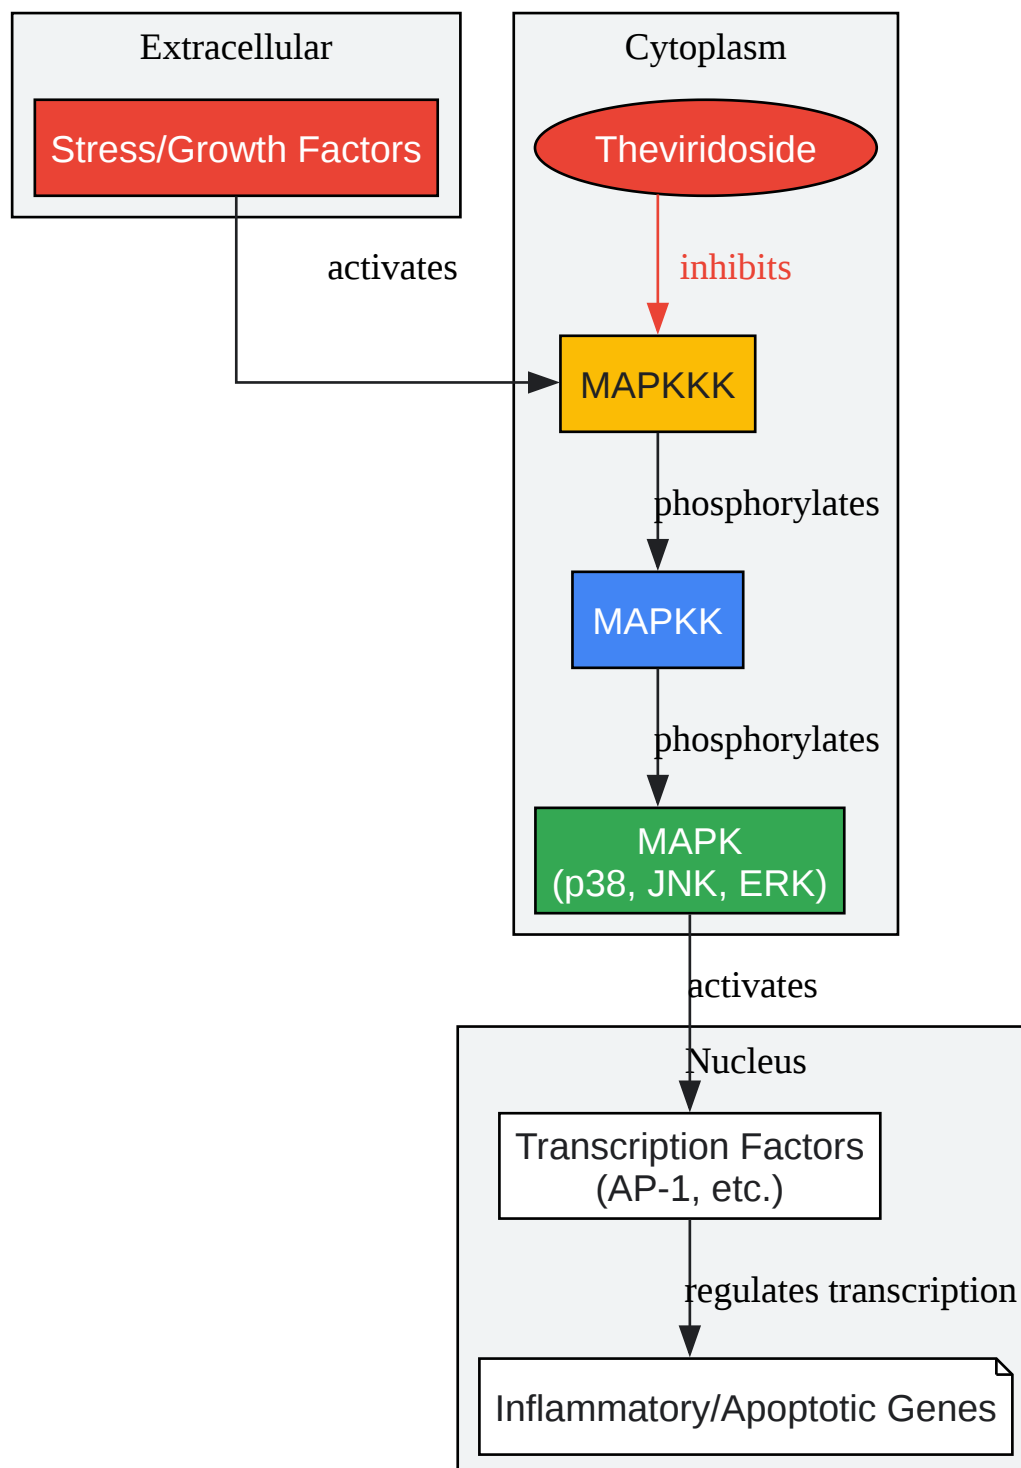 Extracellular
Cytoplasm
Stress/Growth Factors
Theviridoside
activates
inhibits
MAPKKK
phosphorylates
MAPKK
phosphorylates
MAPK
(p38, JNK, ERK)
activates
Nucleus
Transcription Factors
(AP-1, etc.)
regulates transcription
Inflammatory/Apoptotic Genes